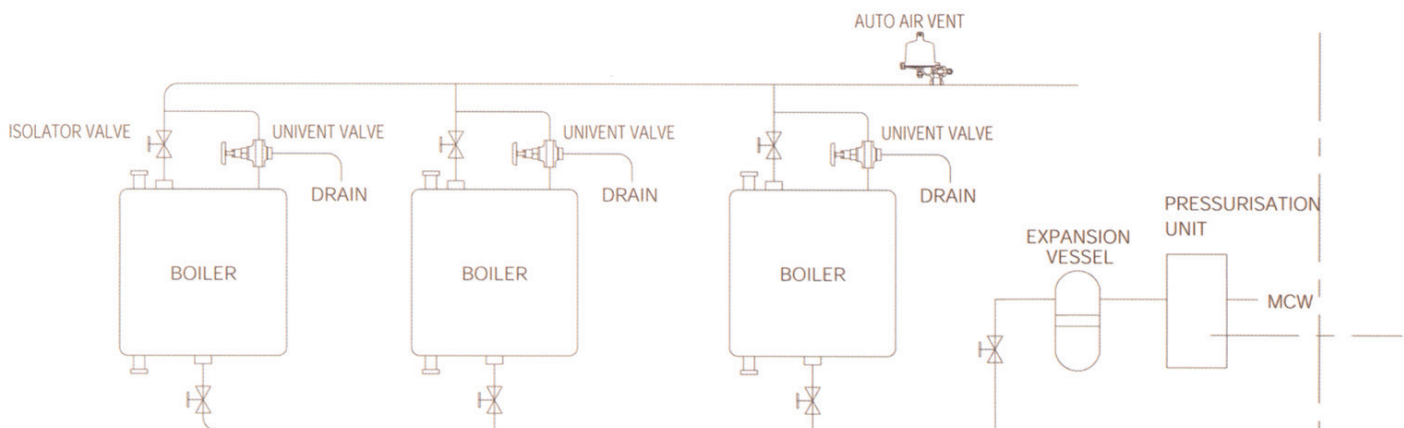 AUTO AIR VENT
ISOLATOR VALVE
UNIVENT VALVE
UNIVENT VALVE
UNIVENT VALVE
DRAIN
DRAIN
DRAIN
PRESSURISATION
UNIT
EXPANSION
VESSEL
BOILER
BOILER
BOILER
MCW